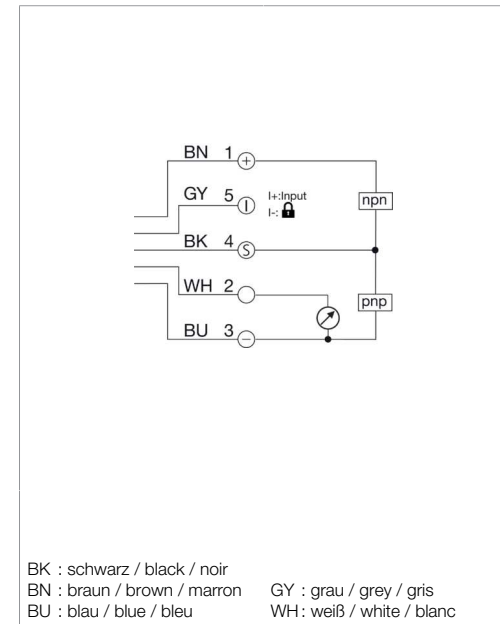 BN 1 +
GY 5 I I+:Input
I-:
npn
BK 4 S
WH 2
pnp
BU 3 −
BK : schwarz / black / noir
BN : braun / brown / marron GY : grau / grey / gris
BU : blau / blue / bleu WH : weiß / white / blanc